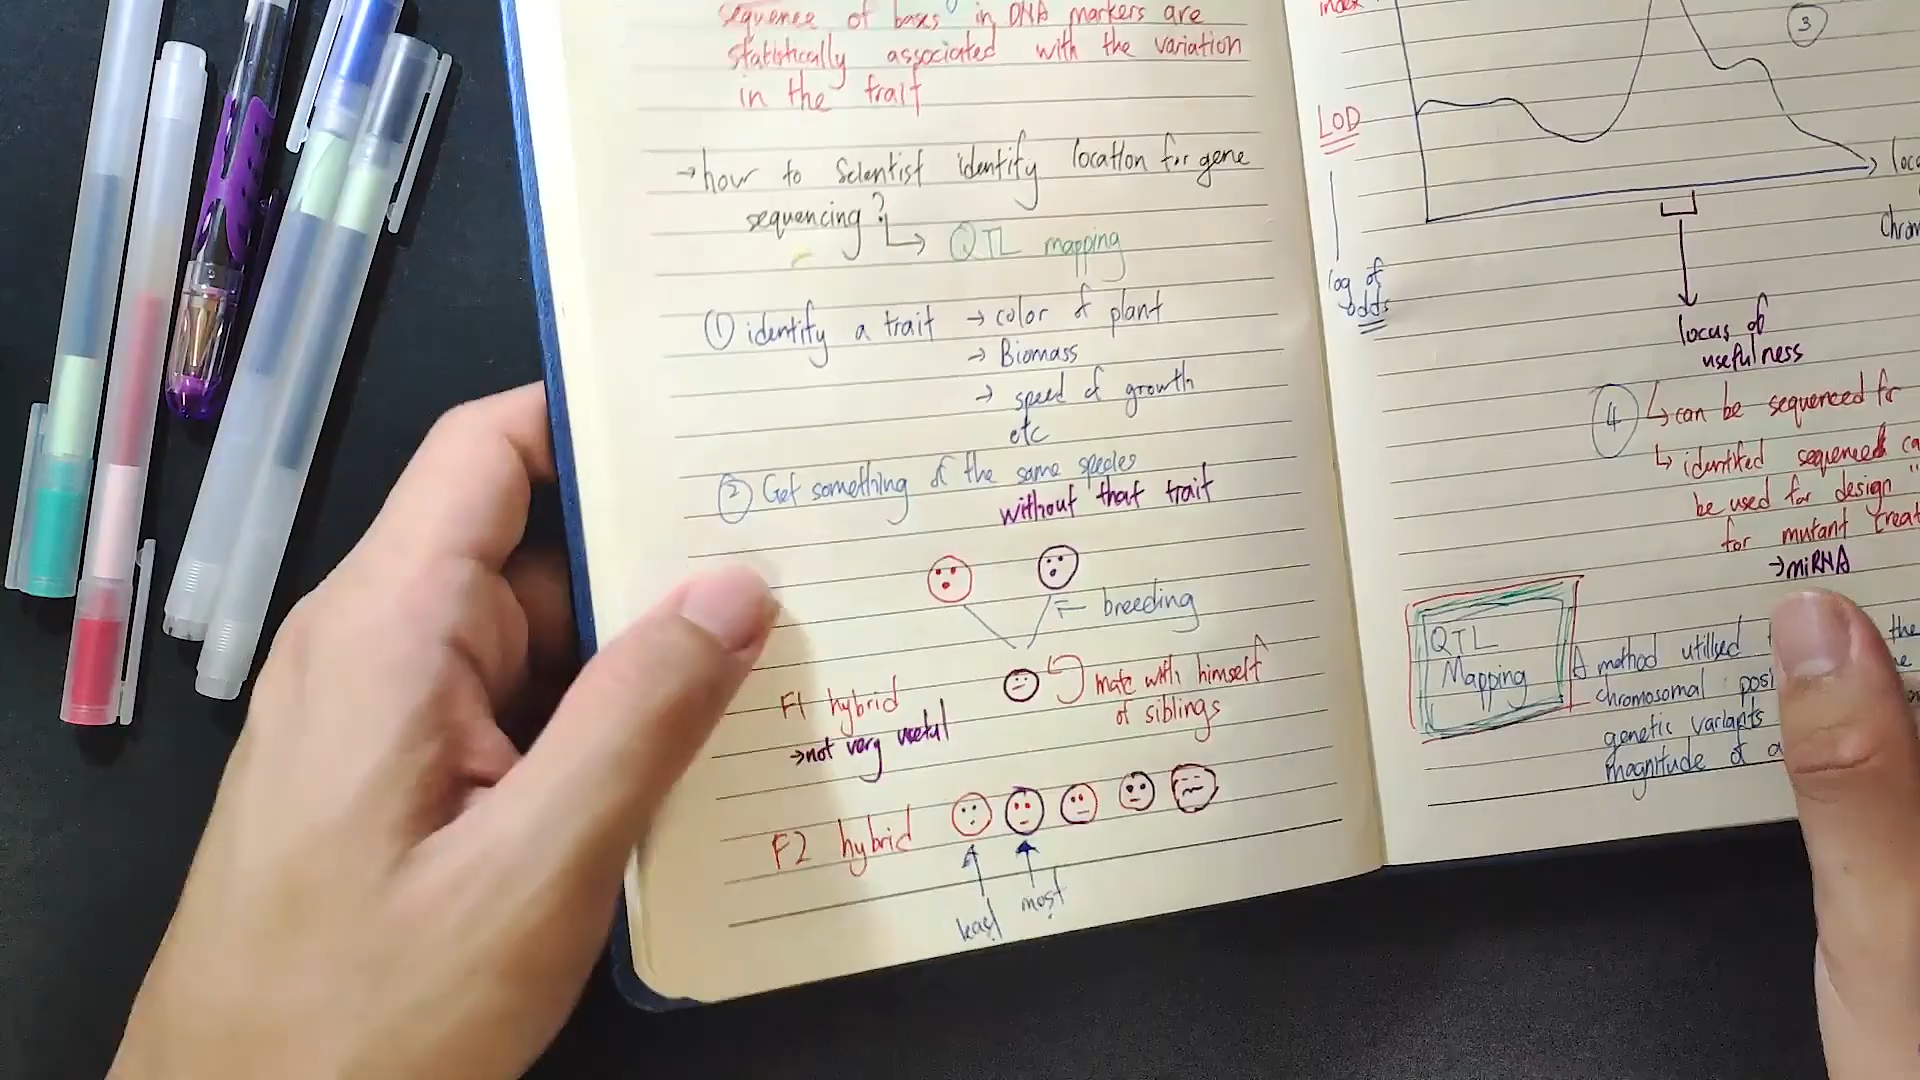 sequence of bases in DNA markers are
statistically associated with the variation
in the trait
→ how to Scientist identify location for gene
sequencing?
→ QTL mapping
① identify a trait → color of plant
→ Biomass
→ speed of growth
etc
② Get something of the same species
without that trait
← breeding
F1 hybrid
→ not very useful
mate with himself
of siblings
F2 hybrid
most
index
③
LOD
log of
odds
locus of
usefulness
④ ↳ can be sequenced for
↳ identified sequenced
be used for design "
for mutant
→ miRNA
QTL
Mapping
A method utilised the
chromosomal
genetic variants
magnitude of a